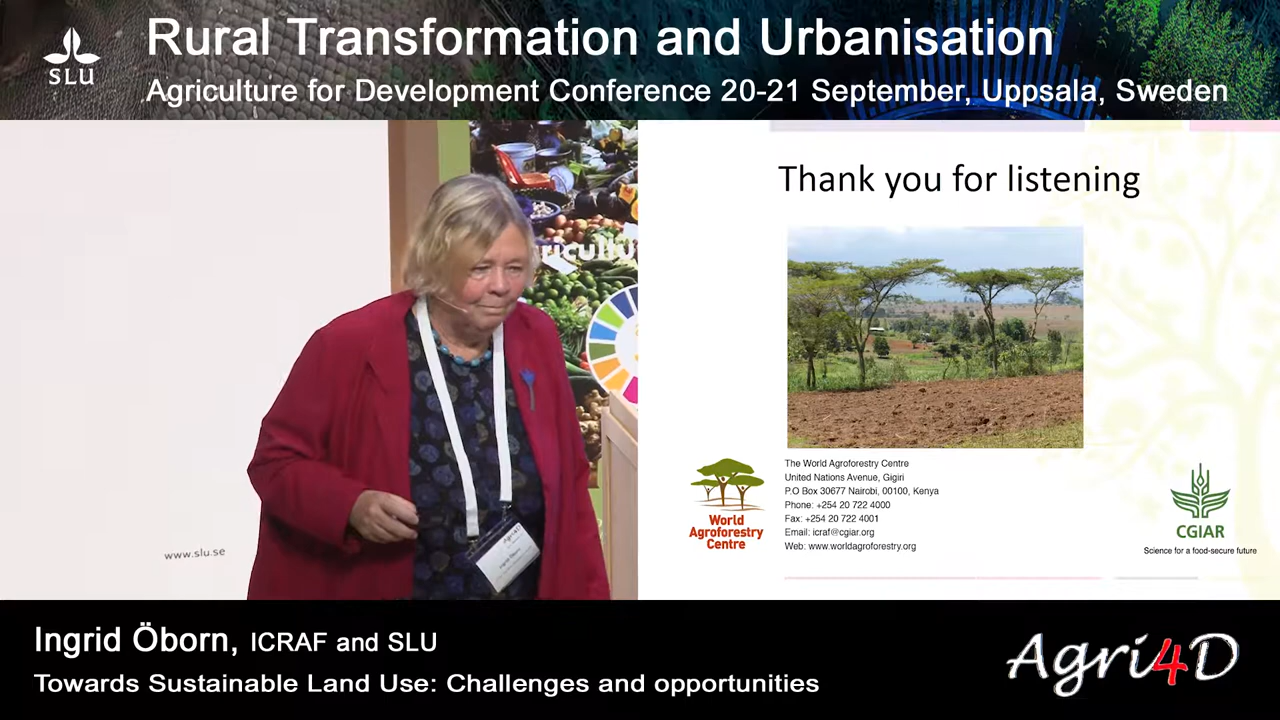 SLU
Rural Transformation and Urbanisation
Agriculture for Development Conference 20-21 September, Uppsala, Sweden
ricultu
www.slu.se
Agri4D
Thank you for listening
The World Agroforestry Centre
United Nations Avenue, Gigiri
P.O Box 30677 Nairobi, 00100, Kenya
Phone: +254 20 722 4000
Fax: +254 20 722 4001
Email: icraf@cgiar.org
Web: www.worldagroforestry.org
World
Agroforestry
Centre
CGIAR
Science for a food-secure future
Ingrid Öborn, ICRAF and SLU
Towards Sustainable Land Use: Challenges and opportunities
Agri4D